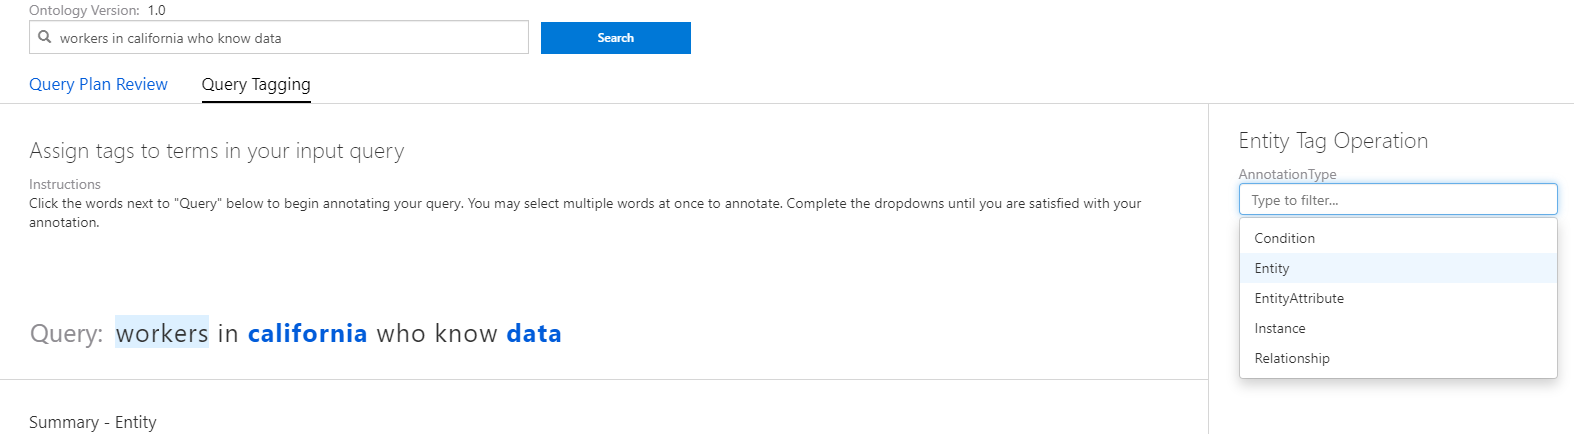 Ontology Version: 1.0
workers in california who know data
Search
Query Plan Review
Query Tagging
Assign tags to terms in your input query
Instructions
Click the words next to "Query" below to begin annotating your query. You may select multiple words at once to annotate. Complete the dropdowns until you are satisfied with your
annotation.
Query: workers in california who know data
Summary - Entity
Entity Tag Operation
AnnotationType
Type to filter...
Condition
Entity
EntityAttribute
Instance
Relationship